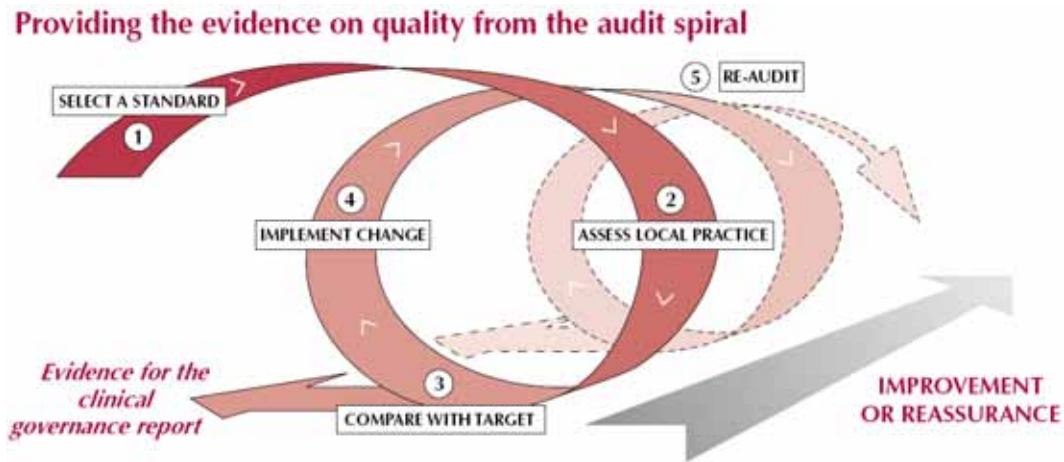 Providing the evidence on quality from the audit spiral
5 RE-AUDIT
SELECT A STANDARD
1
4
IMPLEMENT CHANGE
2
ASSESS LOCAL PRACTICE
Evidence for the
clinical
governance report
3
COMPARE WITH TARGET
IMPROVEMENT
OR REASSURANCE